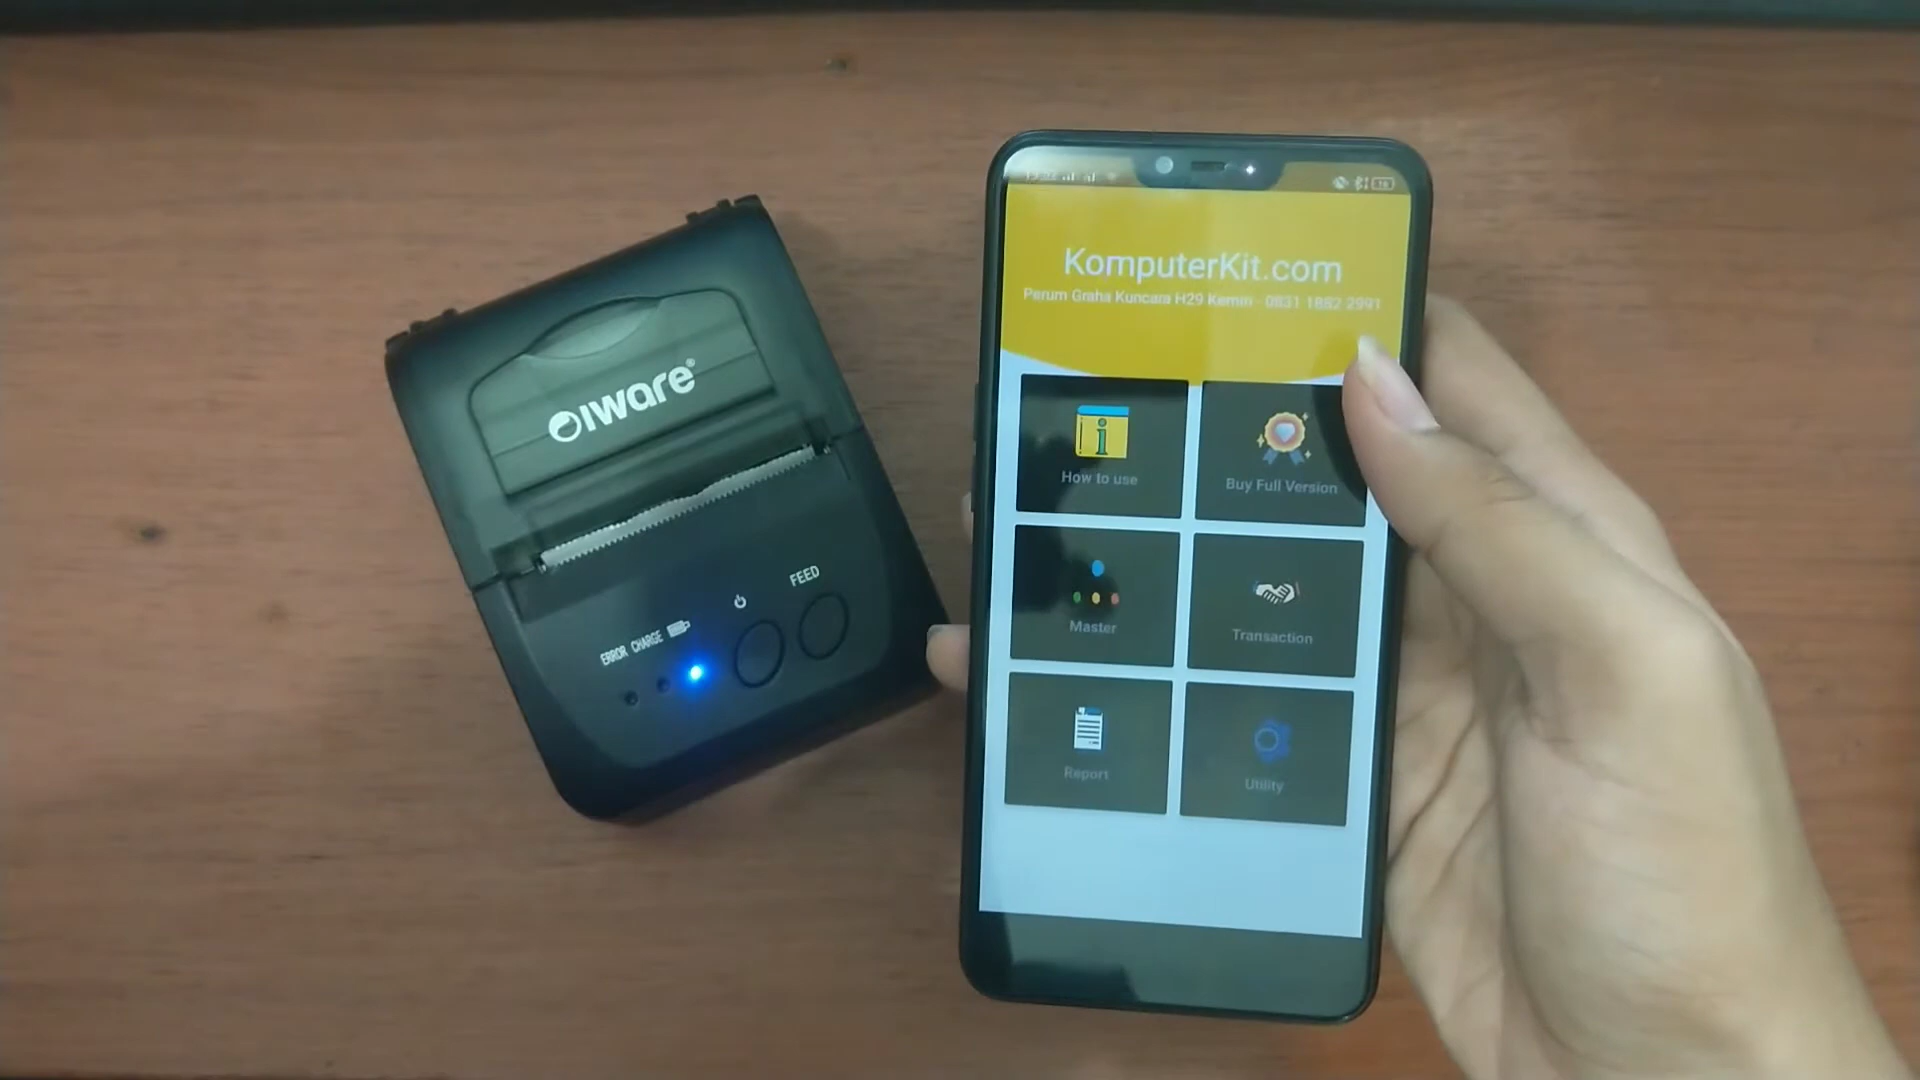 IWARE
FEED
ERROR CHARGE
KomputerKit.com
Perum Graha Kuncara H29 Kemiri - 0831 1852 2991
How to use
Buy Full Version
Master
Transaction
Report
Utility